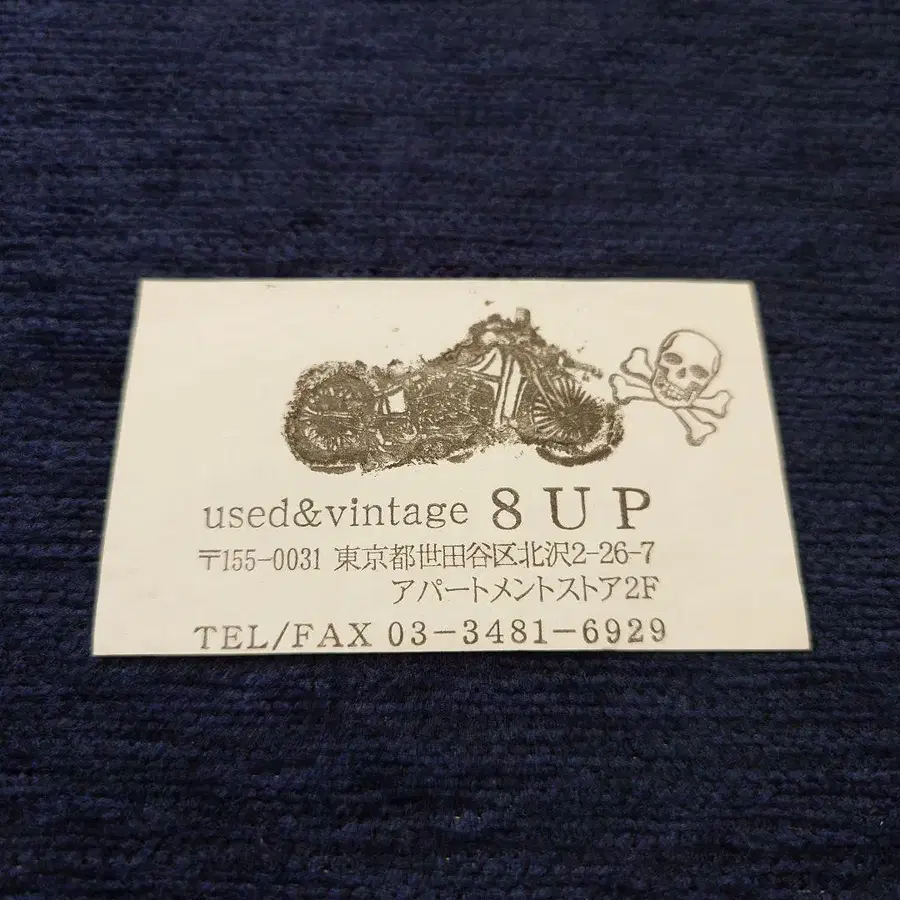 used&vintage 8UP
〒155-0031 東京都世田谷区北沢2-26-7
アパートメントストア2F
TEL/FAX 03-3481-6929